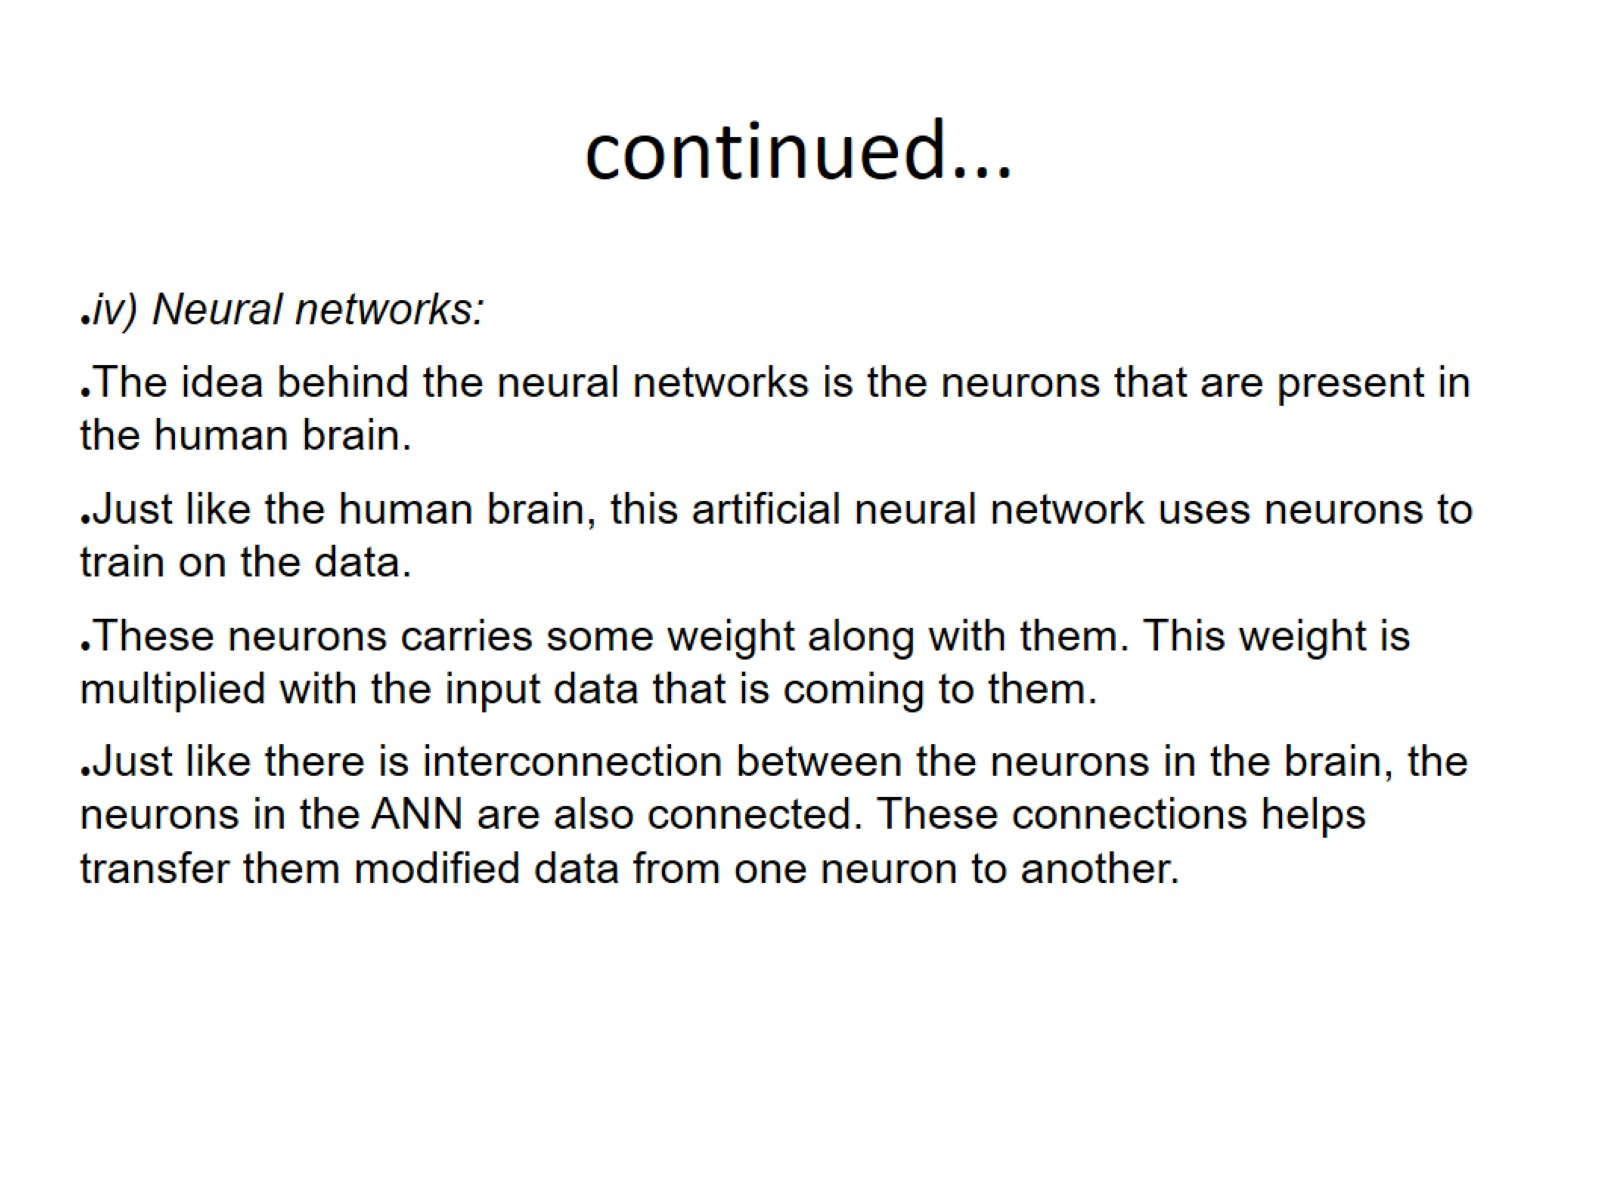 continued...
•iv) Neural networks:
•The idea behind the neural networks is the neurons that are present in
the human brain.
•Just like the human brain, this artificial neural network uses neurons to
train on the data.
•These neurons carries some weight along with them. This weight is
multiplied with the input data that is coming to them.
•Just like there is interconnection between the neurons in the brain, the
neurons in the ANN are also connected. These connections helps
transfer them modified data from one neuron to another.